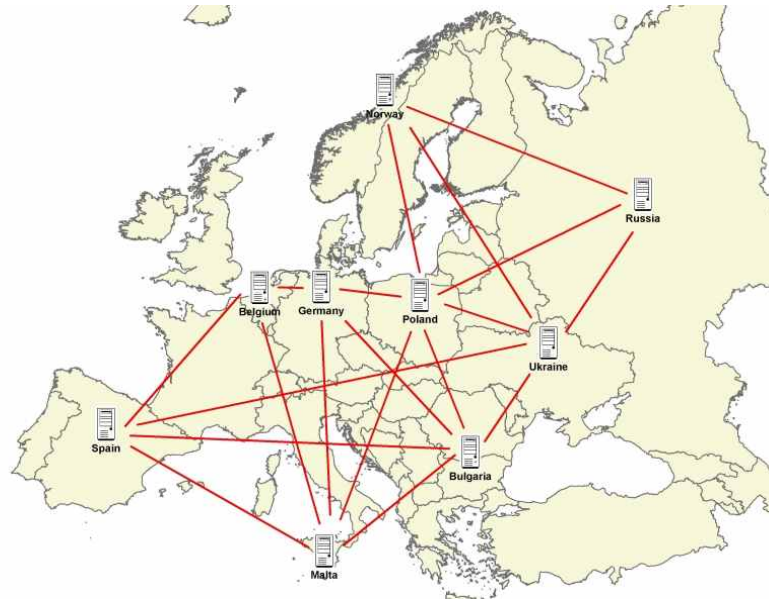 Norway
Russia
Belgium
Germany
Poland
Ukraine
Spain
Bulgaria
Malta